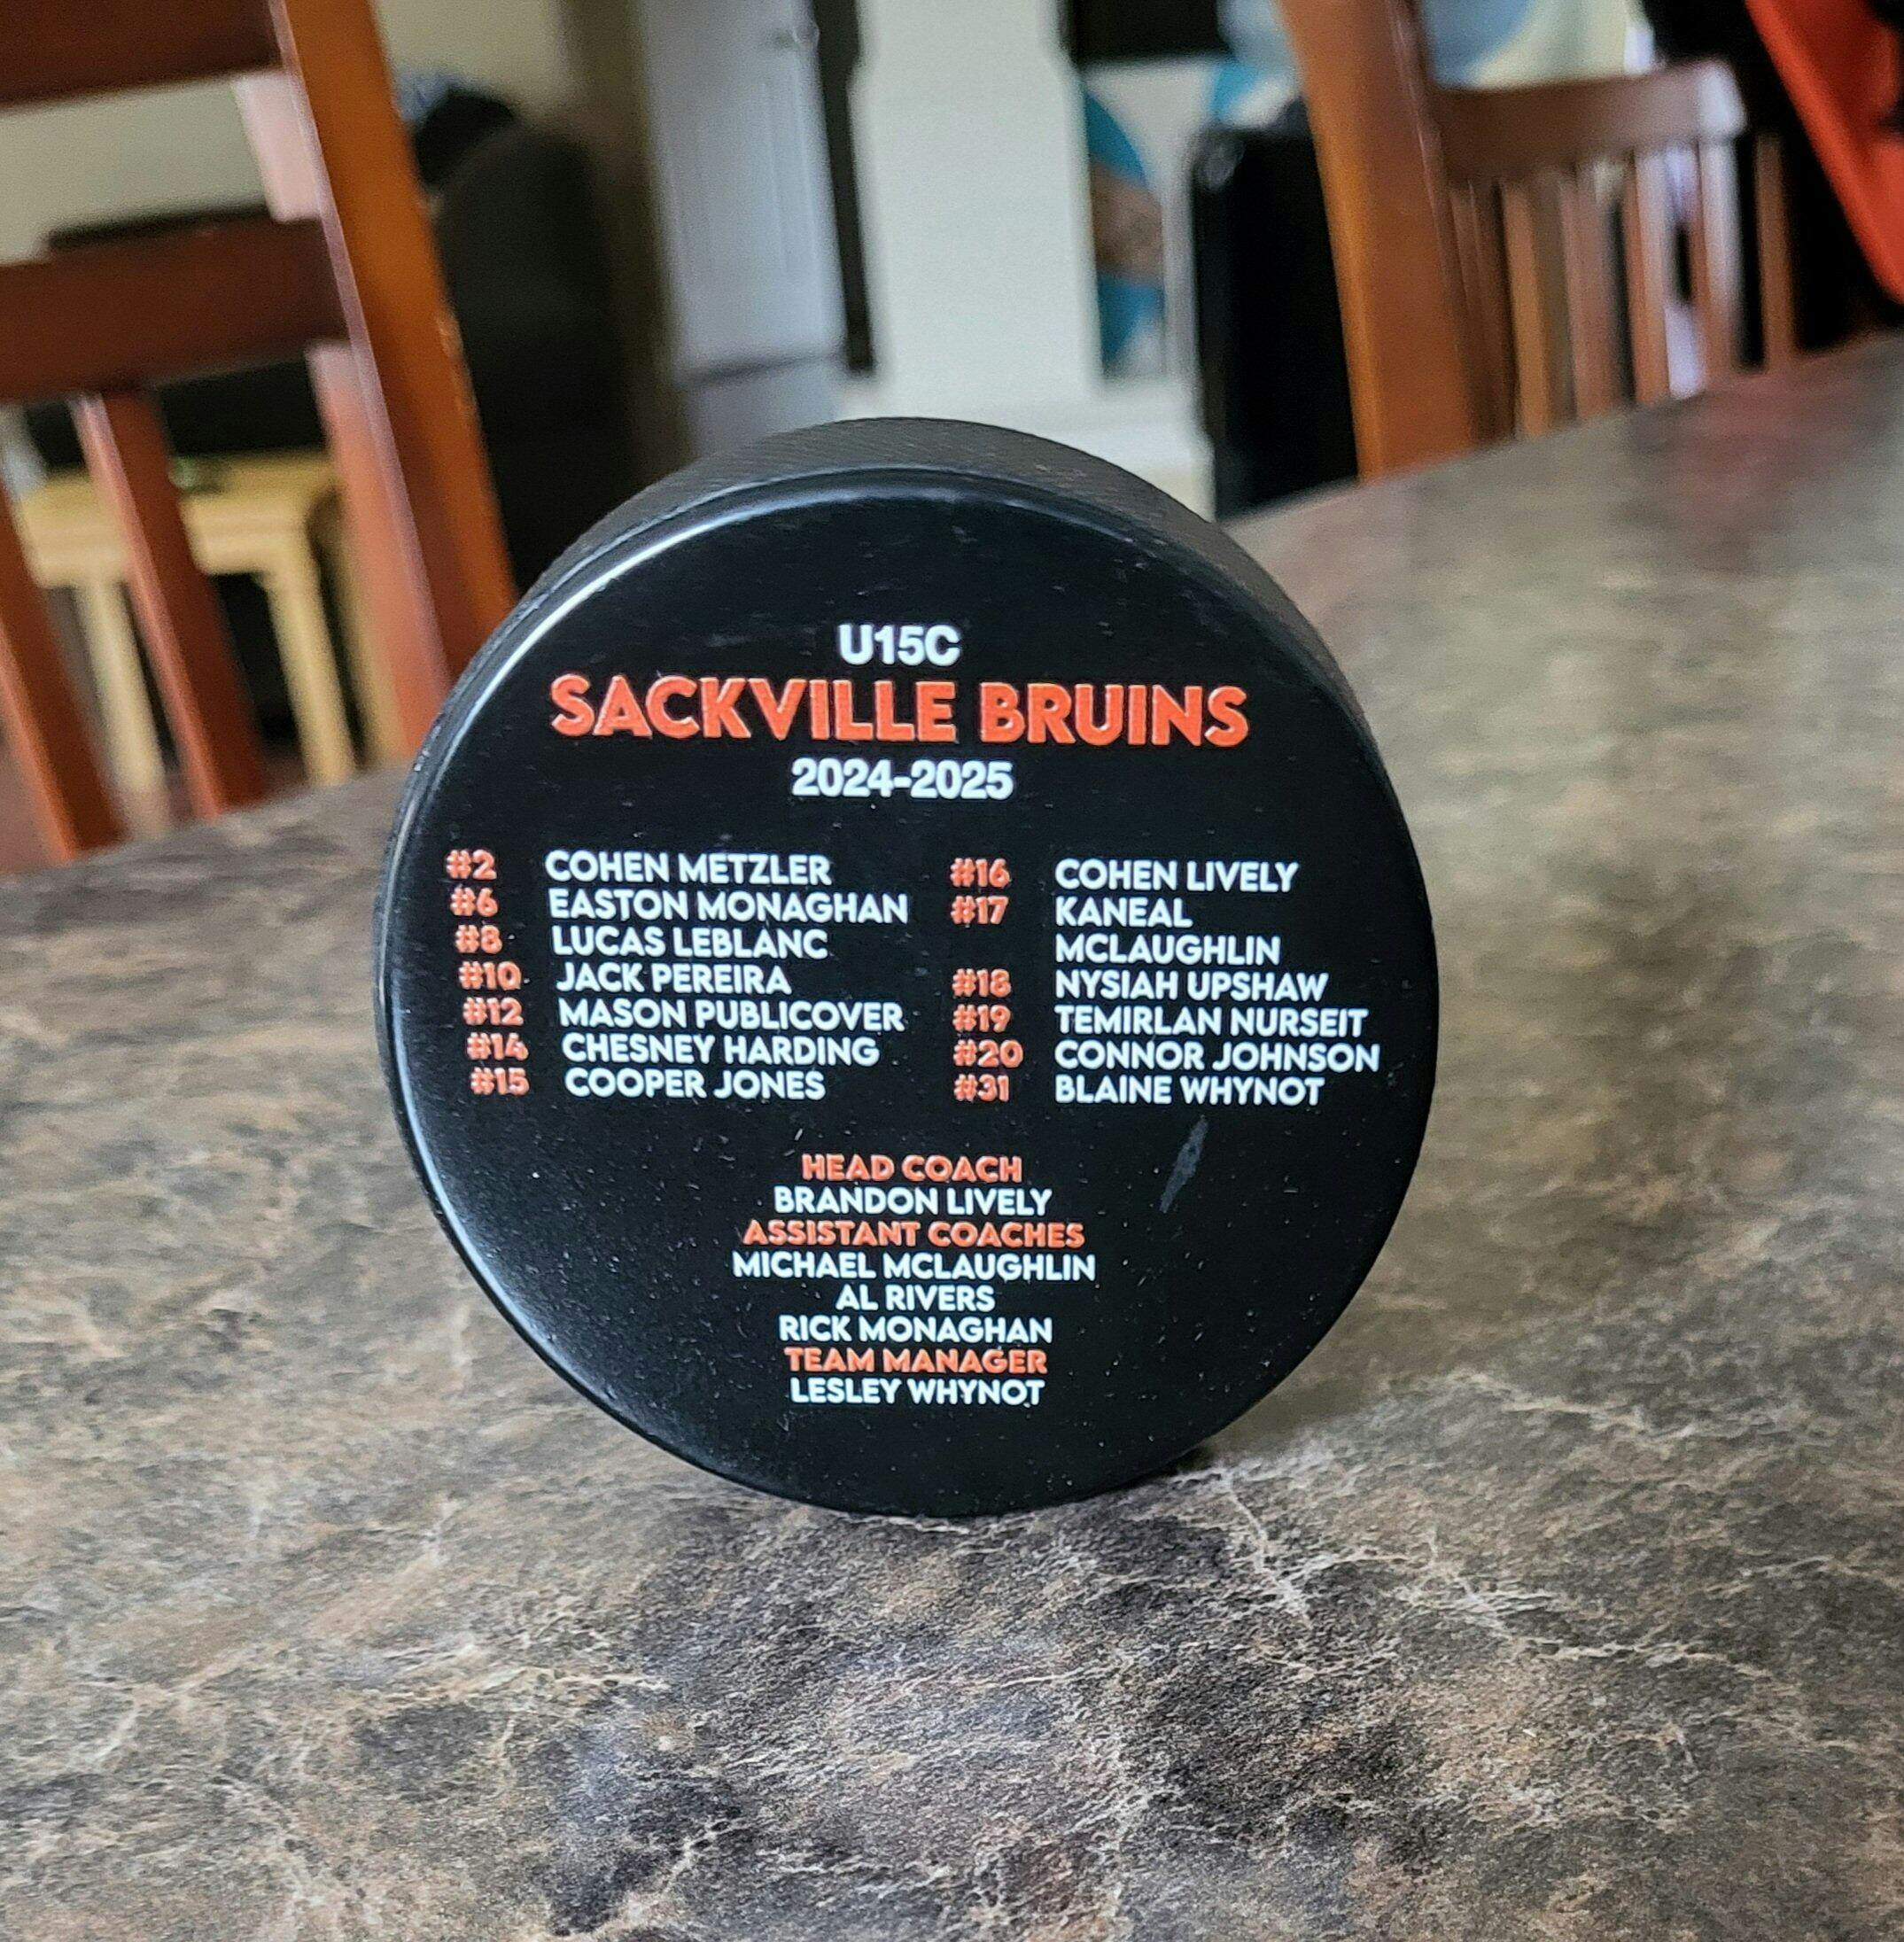 U15C
SACKVILLE BRUINS
2024-2025
#2 COHEN METZLER
#6 EASTON MONAGHAN
#8 LUCAS LEBLANC
#10 JACK PEREIRA
#12 MASON PUBLICOVER
#14 CHESNEY HARDING
#15 COOPER JONES
#16 COHEN LIVELY
#17 KANEAL
MCLAUGHLIN
#18 NYSIAH UPSHAW
#19 TEMIRLAN NURSEIT
#20 CONNOR JOHNSON
#31 BLAINE WHYNOT
HEAD COACH
BRANDON LIVELY
ASSISTANT COACHES
MICHAEL MCLAUGHLIN
AL RIVERS
RICK MONAGHAN
TEAM MANAGER
LESLEY WHYNOT